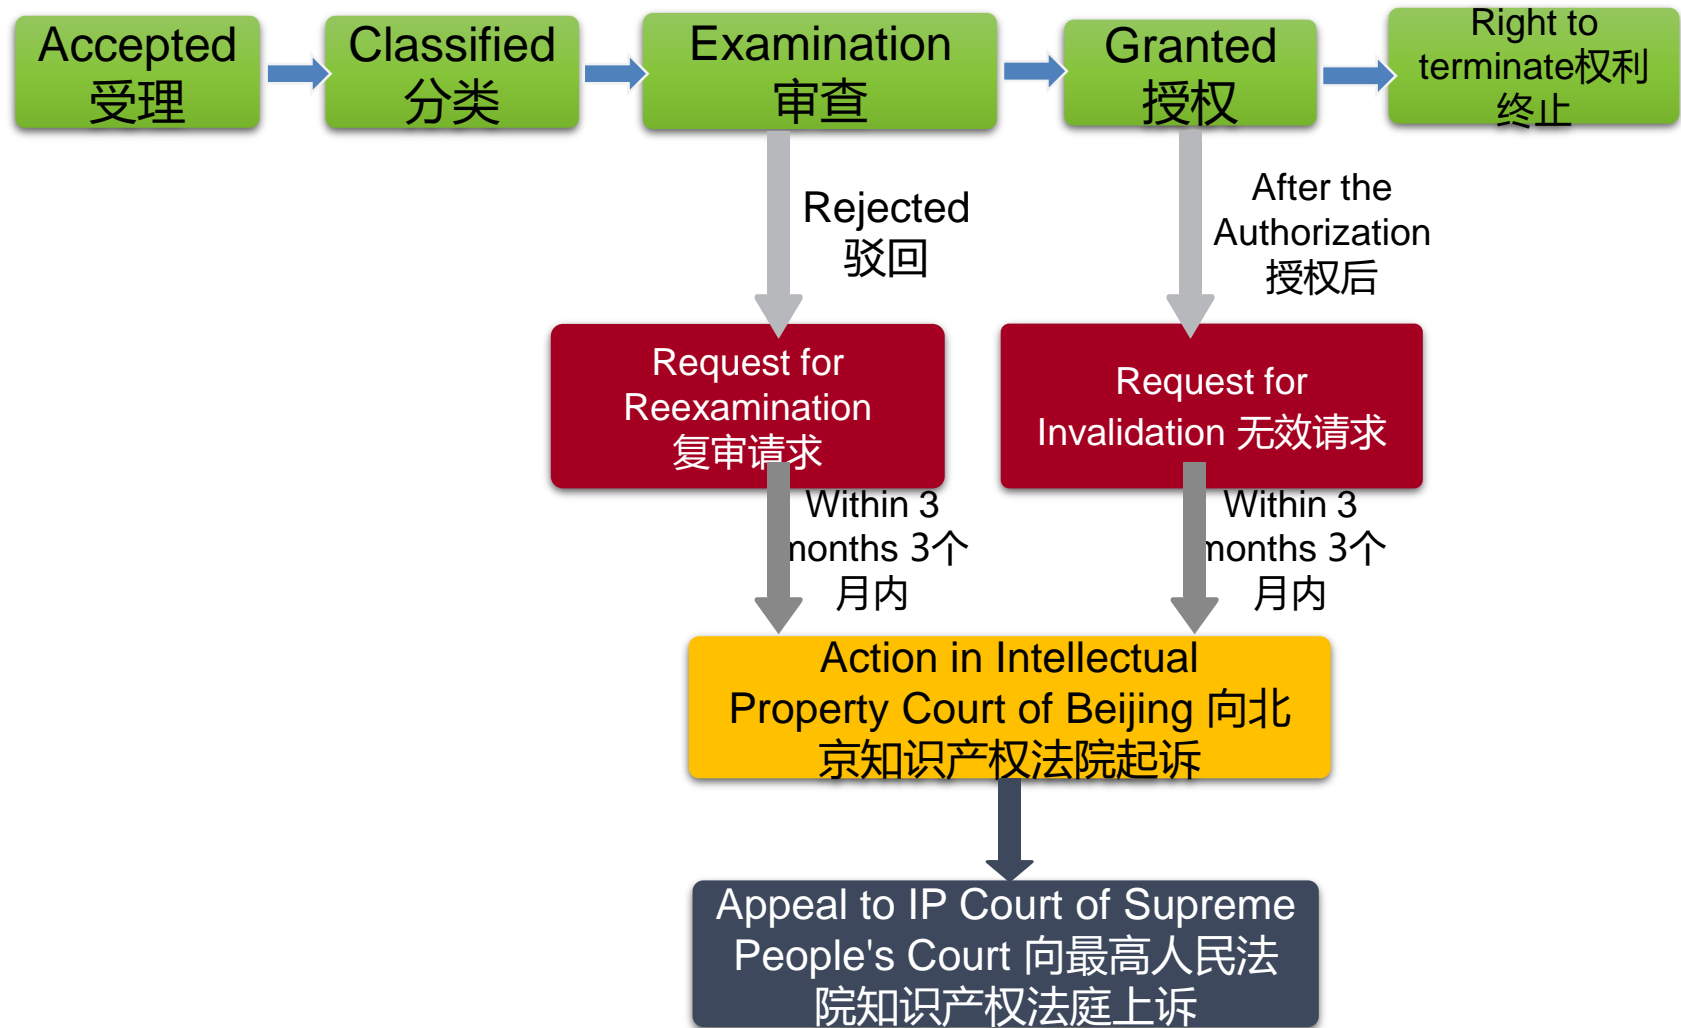 Accepted
受理
Classified
分类
Examination
审查
Granted
授权
Right to
terminate权利
终止
Rejected
驳回
After the
Authorization
授权后
Request for
Reexamination
复审请求
Request for
Invalidation 无效请求
Within 3
months 3个
月内
Within 3
months 3个
月内
Action in Intellectual
Property Court of Beijing 向北
京知识产权法院起诉
Appeal to IP Court of Supreme
People's Court 向最高人民法
院知识产权法庭上诉